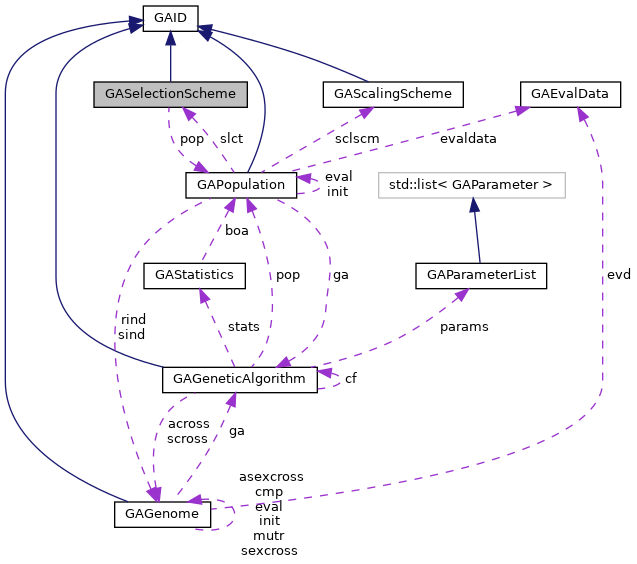 GAID
GASelectionScheme
GAScalingScheme
GAEvalData
pop
slct
sclscm
evaldata
GAPopulation
eval
init
std::list< GAParameter >
boa
GAStatistics
pop
ga
GAParameterList
evd
rind
sind
stats
params
GAGeneticAlgorithm
cf
across
scross
ga
asexcross
cmp
eval
init
mutr
sexcross
GAGenome